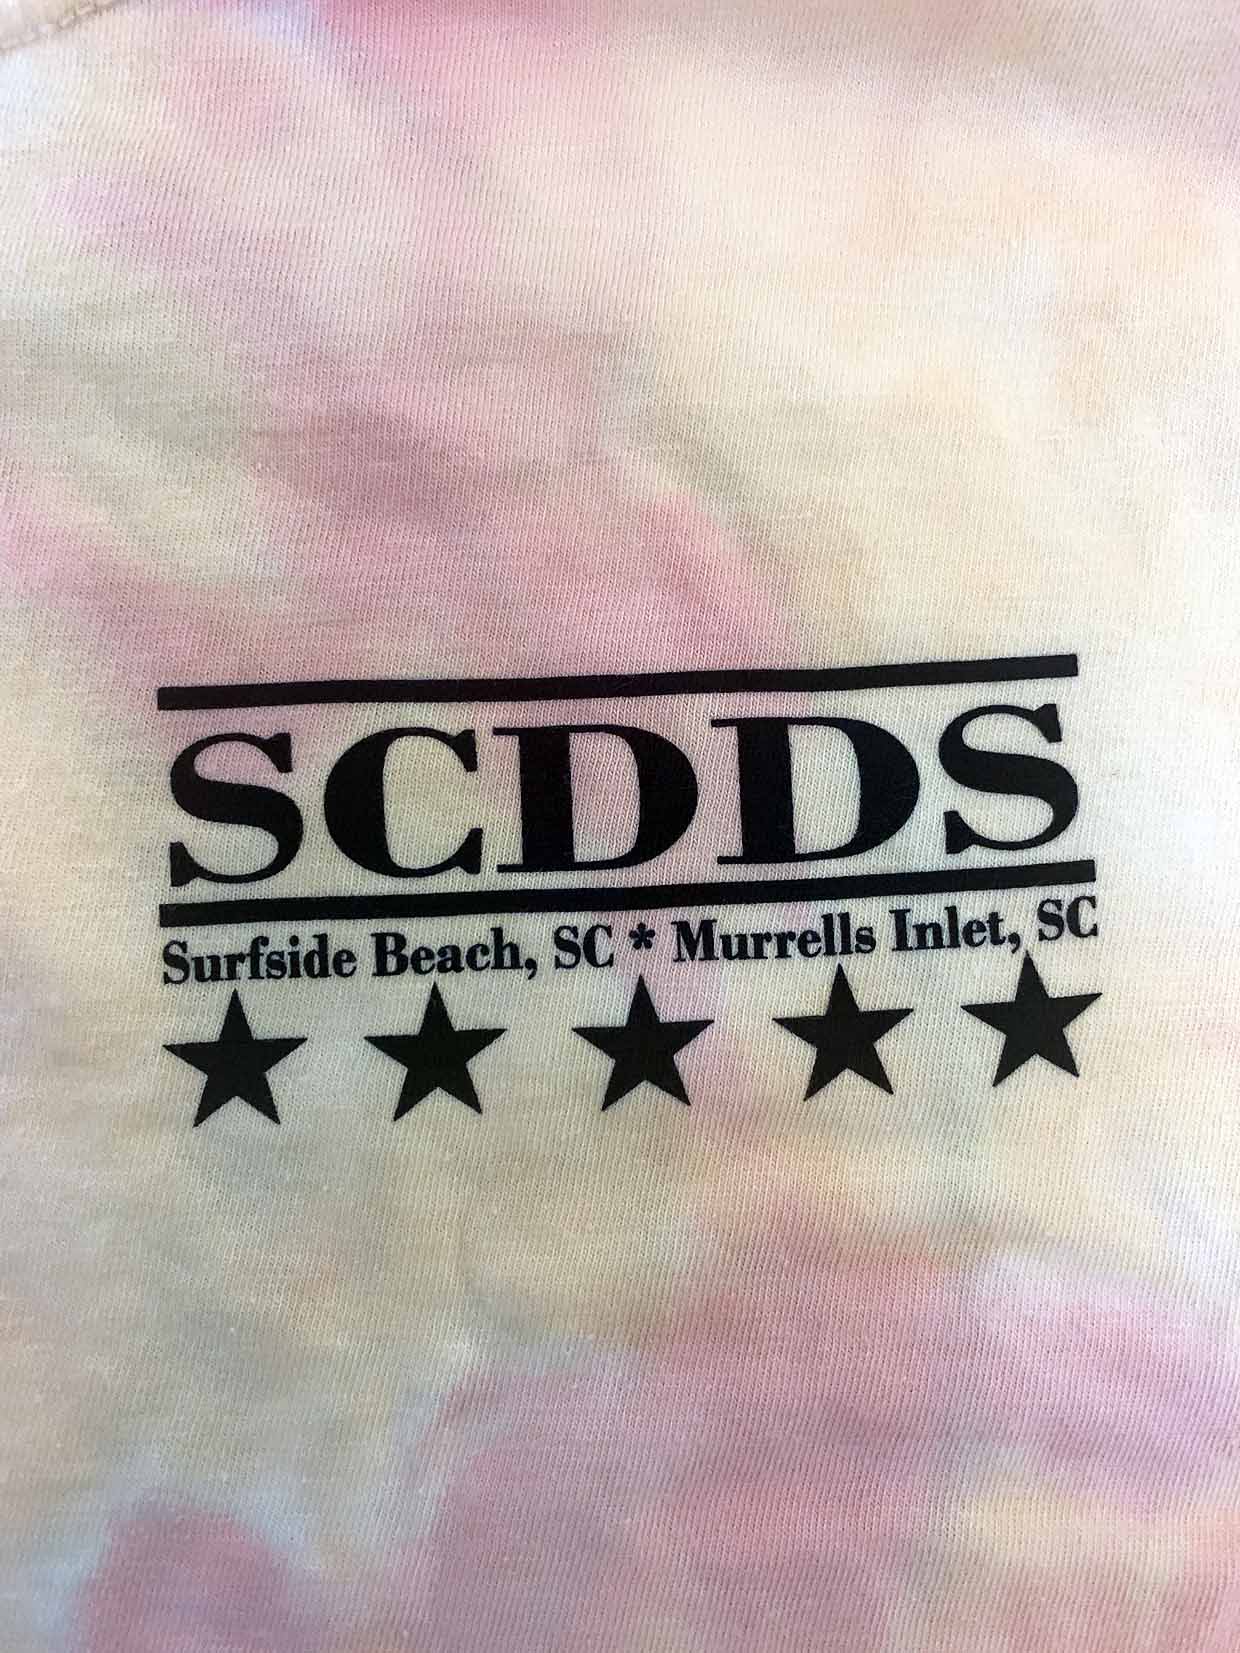 SCDDS
Surfside Beach, SC * Murrells Inlet, SC